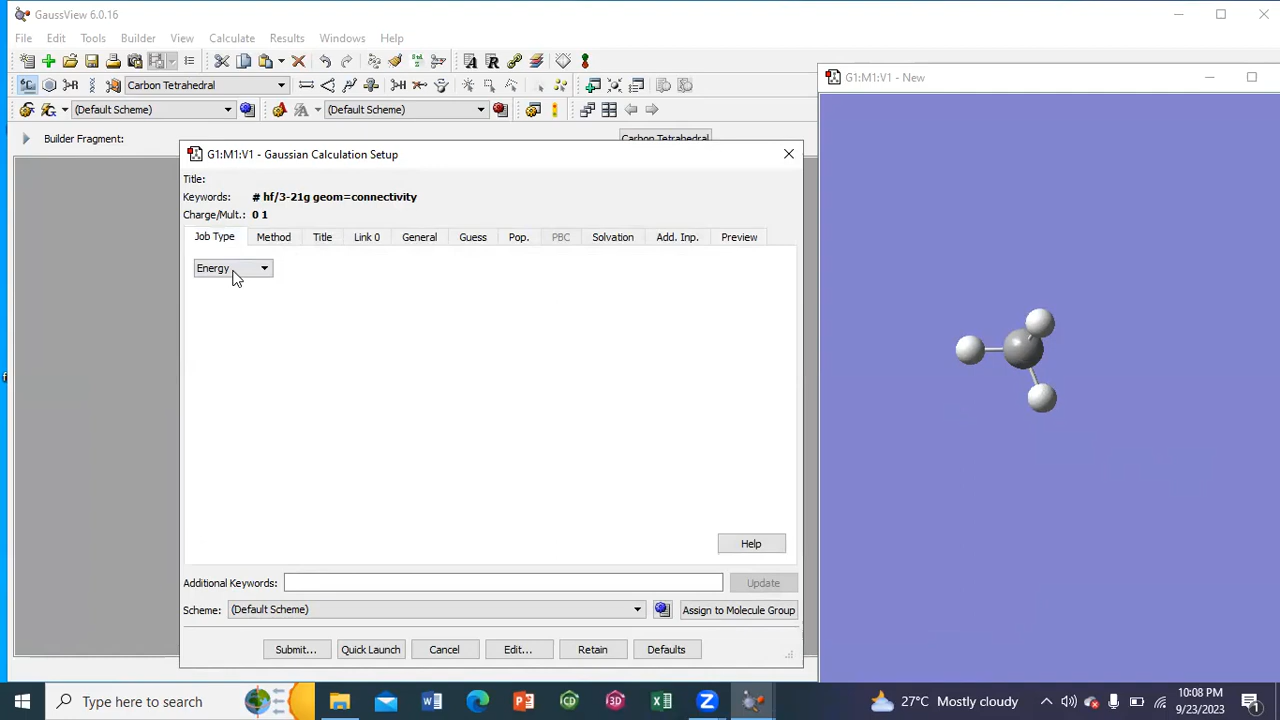 GaussView 6.0.16
File Edit Tools Builder View Calculate Results Windows Help
Carbon Tetrahedral
(Default Scheme) (Default Scheme)
Builder Fragment: Carbon Tetrahedral
G1:M1:V1 - New
G1:M1:V1 - Gaussian Calculation Setup
Title:
Keywords: # hf/3-21g geom=connectivity
Charge/Mult.: 0 1
Job Type Method Title Link 0 General Guess Pop. PBC Solvation Add. Inp. Preview
Energy
Help
Additional Keywords: Update
Scheme: (Default Scheme) Assign to Molecule Group
Submit... Quick Launch Cancel Edit... Retain Defaults
Type here to search
27°C Mostly cloudy
10:08 PM
9/23/2023